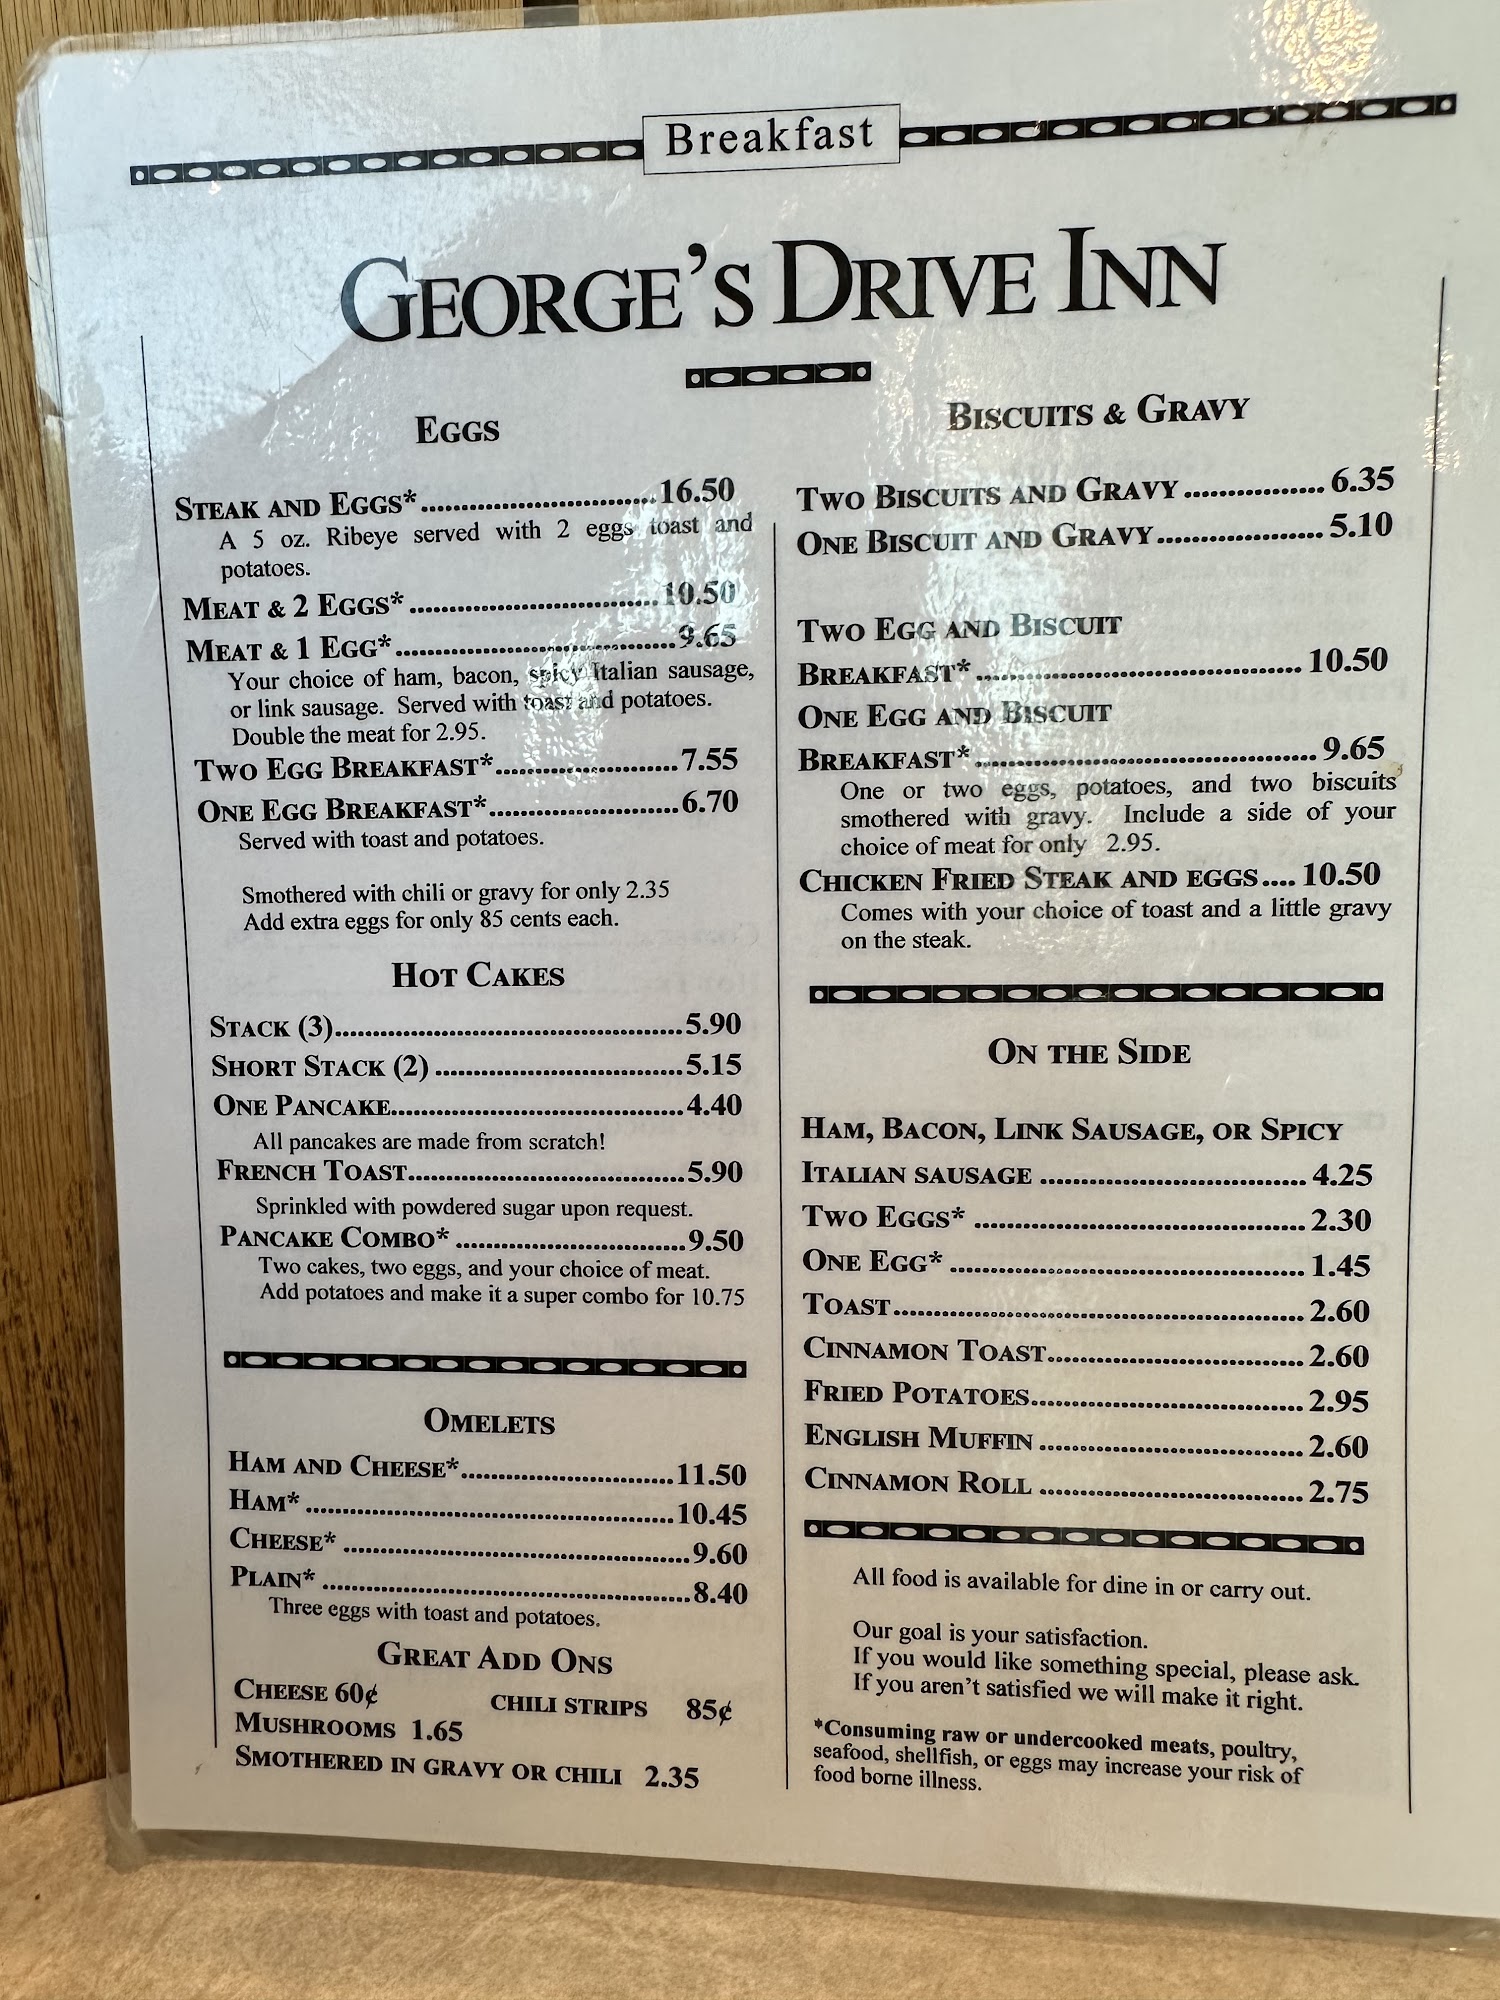 Breakfast
GEORGE'S DRIVE INN
EGGS
STEAK AND EGGS*....................................16.50
A 5 oz. Ribeye served with 2 eggs toast and
potatoes.
MEAT & 2 EGGS*......................................10.50
MEAT & 1 EGG*..........................................9.65
Your choice of ham, bacon, spicy Italian sausage,
or link sausage. Served with toast and potatoes.
Double the meat for 2.95.
TWO EGG BREAKFAST*...........................7.55
ONE EGG BREAKFAST*............................6.70
Served with toast and potatoes.
Smothered with chili or gravy for only 2.35
Add extra eggs for only 85 cents each.
HOT CAKES
STACK (3)..............................................5.90
SHORT STACK (2) .................................5.15
ONE PANCAKE.......................................4.40
All pancakes are made from scratch!
FRENCH TOAST.....................................5.90
Sprinkled with powdered sugar upon request.
PANCAKE COMBO* ...............................9.50
Two cakes, two eggs, and your choice of meat.
Add potatoes and make it a super combo for 10.75
OMELETS
HAM AND CHEESE*.............................11.50
HAM* .................................................10.45
CHEESE* ..............................................9.60
PLAIN* .................................................8.40
Three eggs with toast and potatoes.
GREAT ADD ONS
CHEESE 60¢ CHILI STRIPS 85¢
MUSHROOMS 1.65
SMOTHERED IN GRAVY OR CHILI 2.35
BISCUITS & GRAVY
TWO BISCUITS AND GRAVY ...................6.35
ONE BISCUIT AND GRAVY......................5.10
TWO EGG AND BISCUIT
BREAKFAST* ...........................................10.50
ONE EGG AND BISCUIT
BREAKFAST*..............................................9.65
One or two eggs, potatoes, and two biscuits
smothered with gravy. Include a side of your
choice of meat for only 2.95.
CHICKEN FRIED STEAK AND EGGS.... 10.50
Comes with your choice of toast and a little gravy
on the steak.
ON THE SIDE
HAM, BACON, LINK SAUSAGE, OR SPICY
ITALIAN SAUSAGE ................................... 4.25
TWO EGGS* ............................................ 2.30
ONE EGG* ................................................ 1.45
TOAST....................................................... 2.60
CINNAMON TOAST.................................. 2.60
FRIED POTATOES..................................... 2.95
ENGLISH MUFFIN ................................... 2.60
CINNAMON ROLL ................................... 2.75
All food is available for dine in or carry out.
Our goal is your satisfaction.
If you would like something special, please ask.
If you aren't satisfied we will make it right.
*Consuming raw or undercooked meats, poultry,
seafood, shellfish, or eggs may increase your risk of
food borne illness.